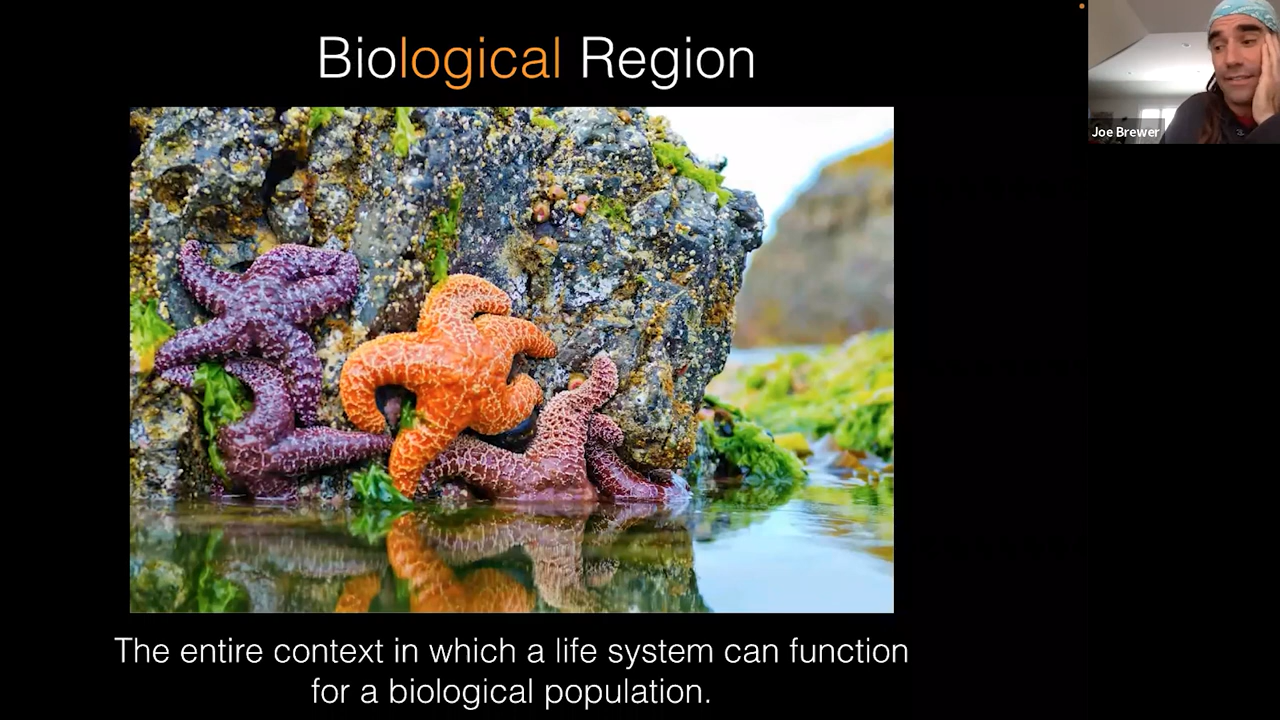 Biological Region
Joe Brewer
The entire context in which a life system can function
for a biological population.